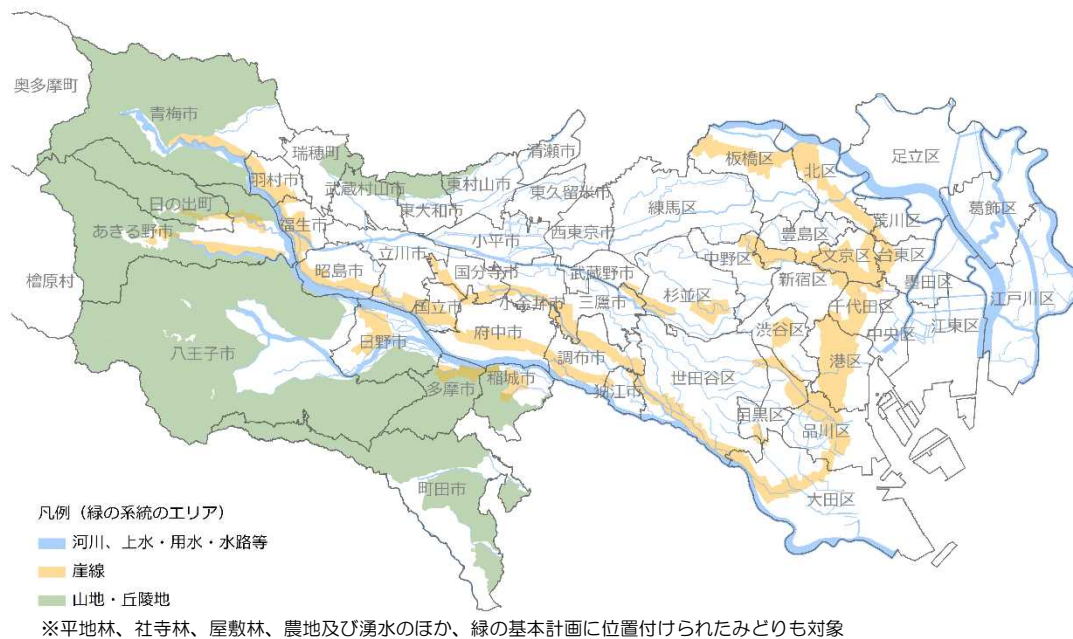 奥多摩町
青梅市
瑞穂町
羽村市
武蔵村山市
東村山市
清瀬市
東久留米市
東大和市
日の出町
あきる野市
福生市
檜原村
昭島市
立川市
小平市
西東京市
国分寺市
小金井市
武蔵野市
三鷹市
国立市
府中市
調布市
狛江市
八王子市
日野市
多摩市
稲城市
町田市
板橋区
北区
足立区
葛飾区
練馬区
豊島区
荒川区
文京区
台東区
中野区
新宿区
墨田区
江戸川区
杉並区
千代田区
江東区
渋谷区
中央区
港区
世田谷区
目黒区
品川区
大田区
凡例（緑の系統のエリア）
河川、上水・用水・水路等
崖線
山地・丘陵地
※平地林、社寺林、屋敷林、農地及び湧水のほか、緑の基本計画に位置付けられたみどりも対象